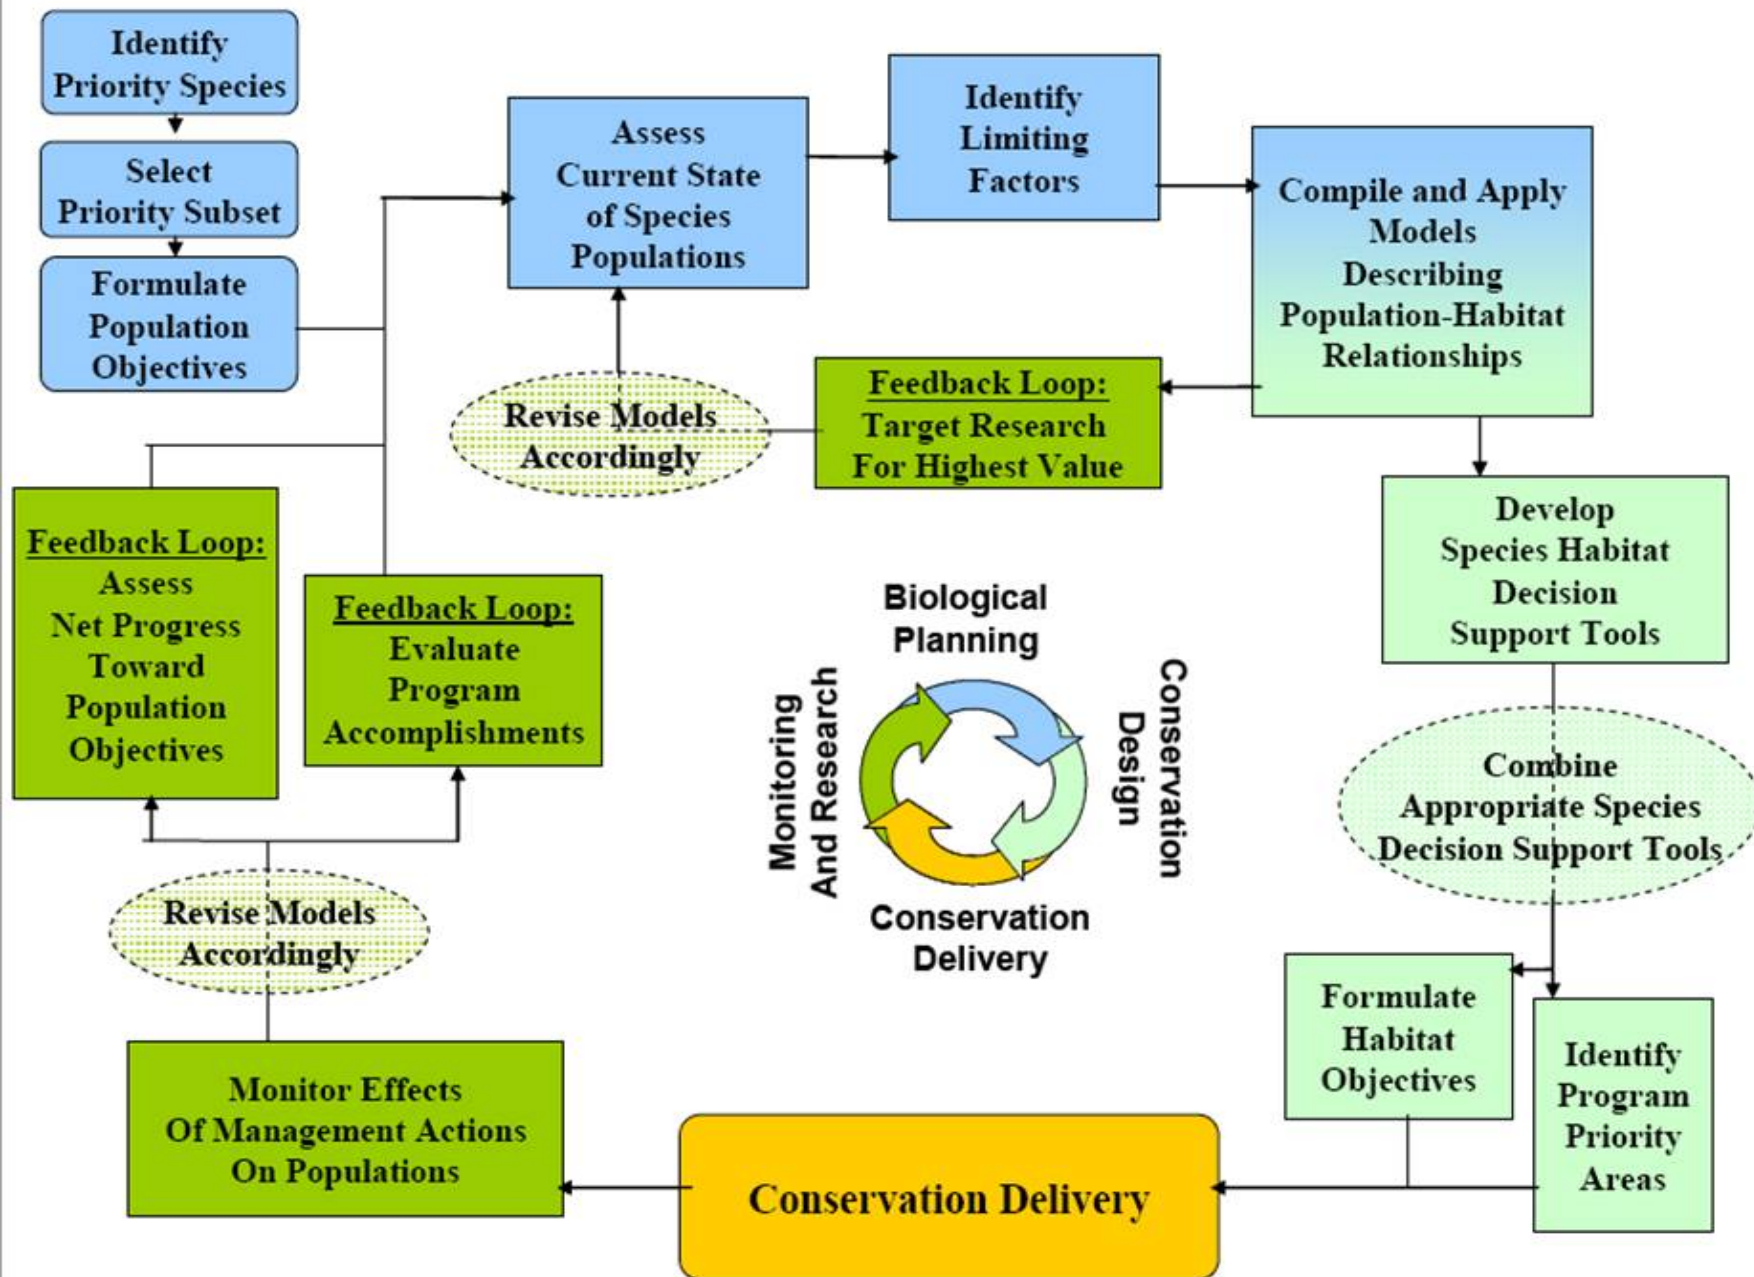 Identify
Priority Species
Select
Priority Subset
Formulate
Population
Objectives
Assess
Current State
of Species
Populations
Identify
Limiting
Factors
Compile and Apply
Models
Describing
Population-Habitat
Relationships
Feedback Loop:
Target Research
For Highest Value
Revise Models
Accordingly
Develop
Species Habitat
Decision
Support Tools
Combine
Appropriate Species
Decision Support Tools
Formulate
Habitat
Objectives
Identify
Program
Priority
Areas
Conservation Delivery
Monitor Effects
Of Management Actions
On Populations
Revise Models
Accordingly
Feedback Loop:
Assess
Net Progress
Toward
Population
Objectives
Feedback Loop:
Evaluate
Program
Accomplishments
Biological
Planning
Conservation
Design
Conservation
Delivery
Monitoring
And Research